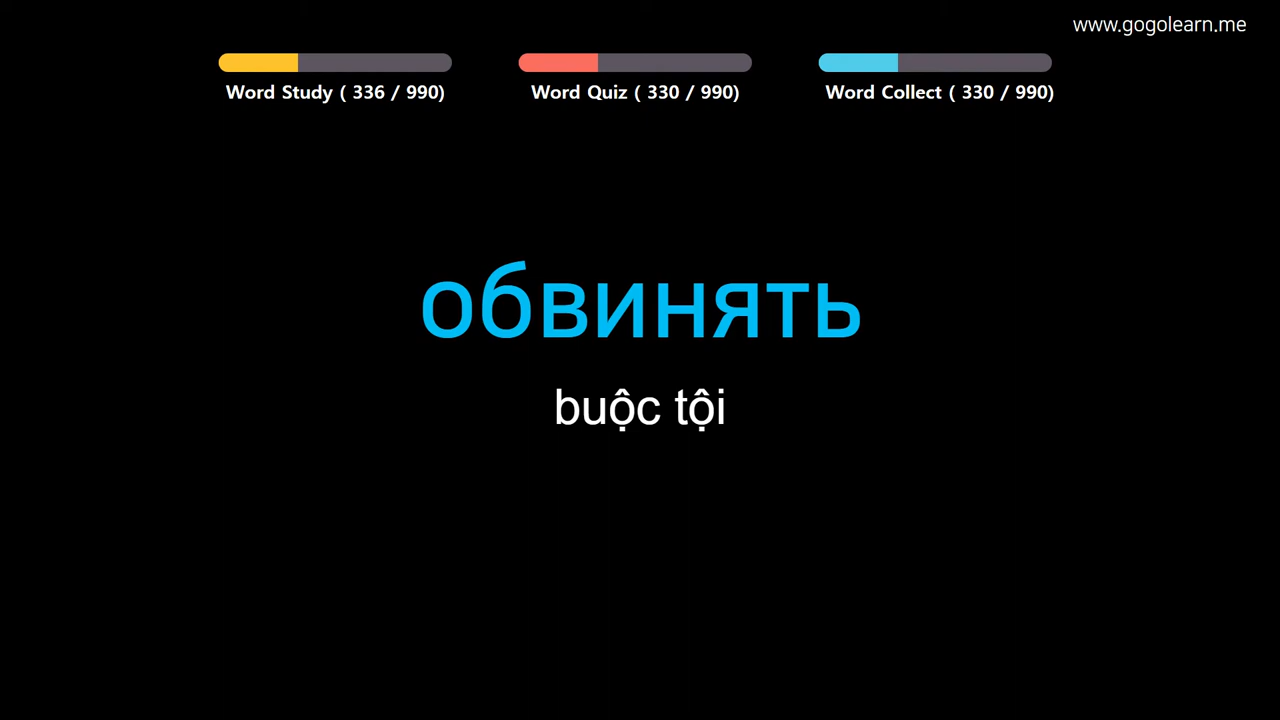 www.gogolearn.me
Word Study ( 336 / 990)
Word Quiz ( 330 / 990)
Word Collect ( 330 / 990)
обвинять
buộc tội